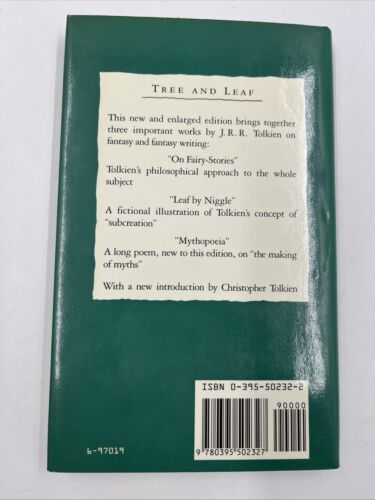 TREE AND LEAF
This new and enlarged edition brings together
three important works by J. R. R. Tolkien on
fantasy and fantasy writing:
"On Fairy-Stories"
Tolkien's philosophical approach to the whole
subject
"Leaf by Niggle"
A fictional illustration of Tolkien's concept of
"subcreation"
"Mythopoeia"
A long poem, new to this edition, on "the making
of myths"
With a new introduction by Christopher Tolkien
ISBN 0-395-50232-2
90000
9 780395 502327
6-97019